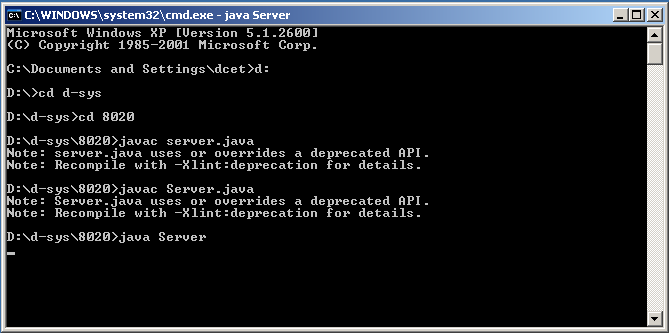 C:\WINDOWS\system32\cmd.exe - java Server
Microsoft Windows XP [Version 5.1.2600]
(C) Copyright 1985-2001 Microsoft Corp.
C:\Documents and Settings\dcet>d:
D:\>cd d-sys
D:\d-sys>cd 8020
D:\d-sys\8020>javac server.java
Note: server.java uses or overrides a deprecated API.
Note: Recompile with -Xlint:deprecation for details.
D:\d-sys\8020>javac Server.java
Note: Server.java uses or overrides a deprecated API.
Note: Recompile with -Xlint:deprecation for details.
D:\d-sys\8020>java Server